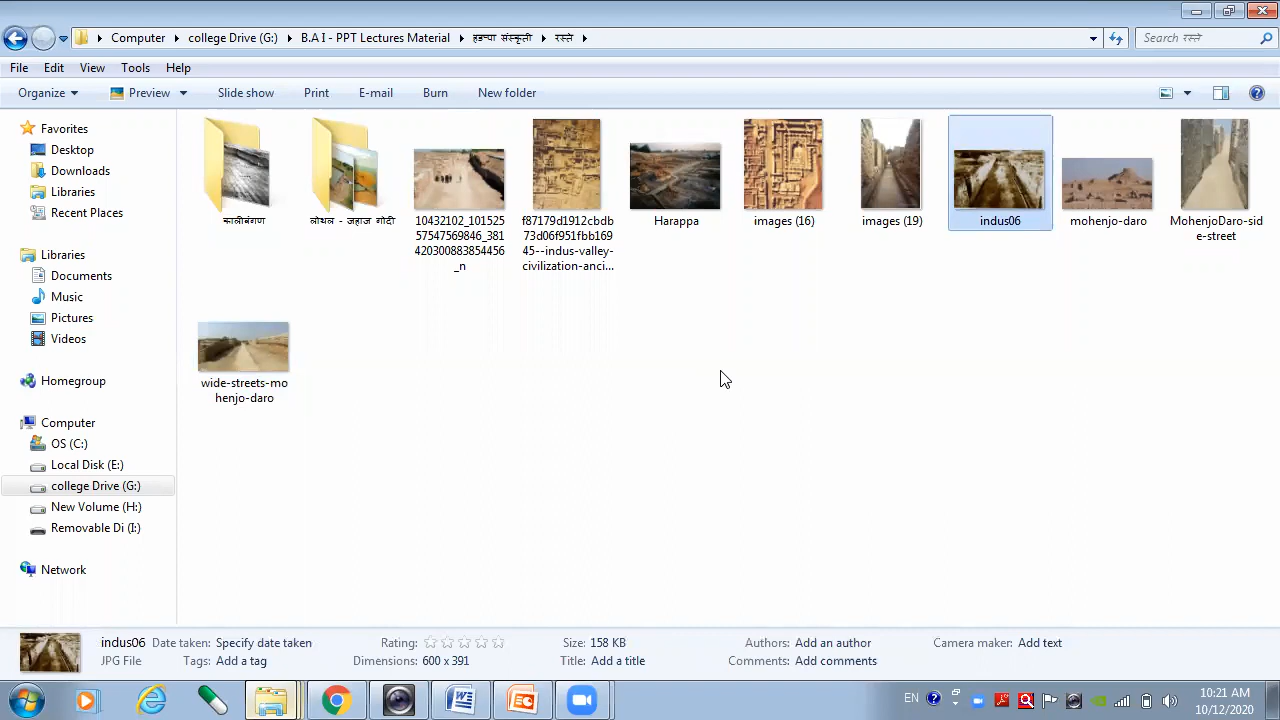 Computer
college Drive (G:)
B.A I - PPT Lectures Material
हडप्पा संस्कृती
रस्ते
Search रस्ते
File Edit View Tools Help
Organize Preview Slide show Print E-mail Burn New folder
Favorites
Desktop
Downloads
Libraries
Recent Places
Libraries
Documents
Music
Pictures
Videos
Homegroup
Computer
OS (C:)
Local Disk (E:)
college Drive (G:)
New Volume (H:)
Removable Di (I:)
Network
कालीबंगण
लोथल - जहाज गोदी
10432102_101525
57547569846_381
420300883854456
_n
f87179d1912cbdb
73d06f951fbb169
45--indus-valley-
civilization-anci...
Harappa
images (16)
images (19)
indus06
mohenjo-daro
MohenjoDaro-sid
e-street
wide-streets-mo
henjo-daro
indus06 Date taken: Specify date taken Rating: Size: 158 KB Authors: Add an author Camera maker: Add text
JPG File Tags: Add a tag Dimensions: 600 x 391 Title: Add a title Comments: Add comments
EN
10:21 AM
10/12/2020